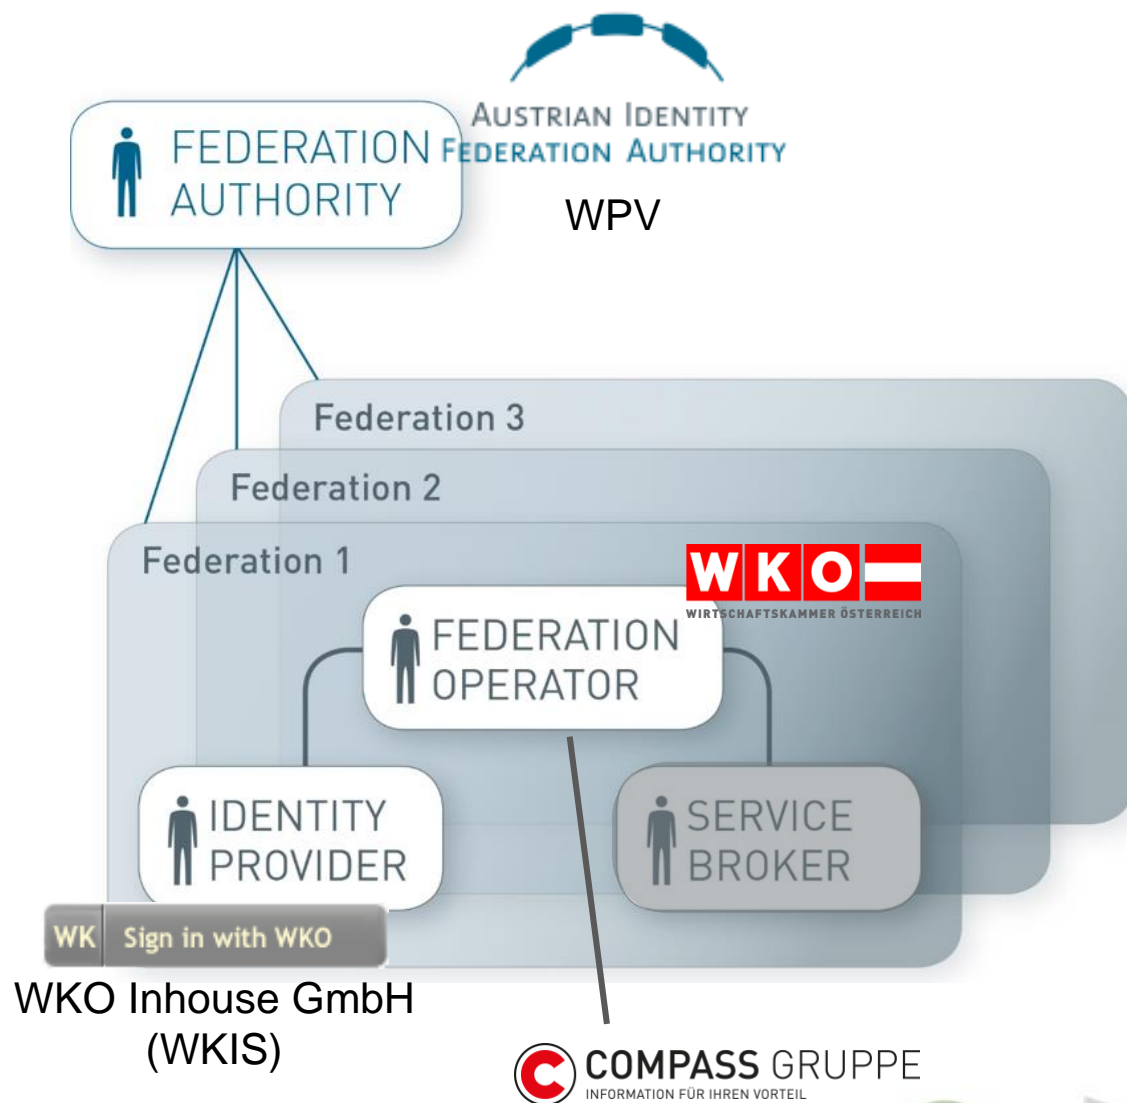 AUSTRIAN IDENTITY
FEDERATION AUTHORITY
WPV
FEDERATION
AUTHORITY
Federation 3
Federation 2
Federation 1
WKO
WIRTSCHAFTSKAMMER ÖSTERREICH
FEDERATION
OPERATOR
IDENTITY
PROVIDER
SERVICE
BROKER
WK Sign in with WKO
WKO Inhouse GmbH
(WKIS)
C COMPASS GRUPPE
INFORMATION FÜR IHREN VORTEIL